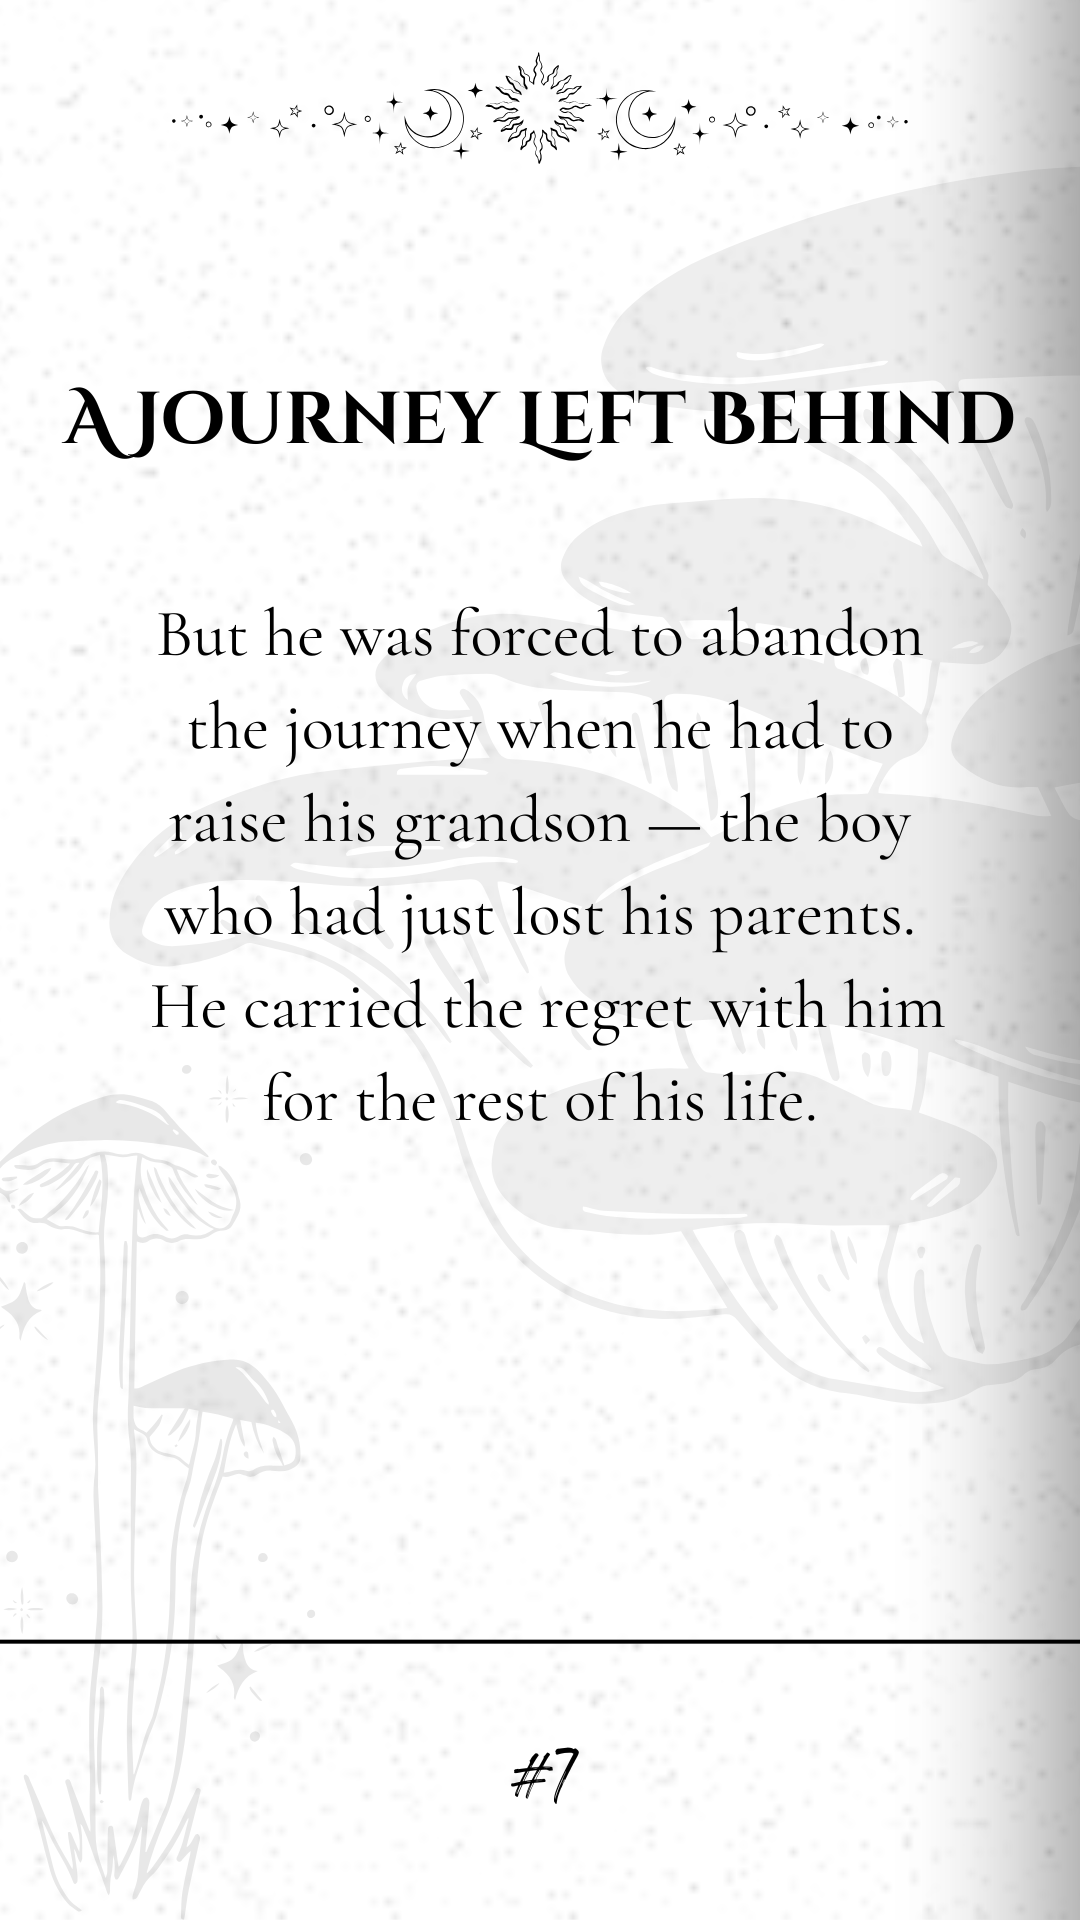 A Journey Left Behind
But he was forced to abandon
the journey when he had to
raise his grandson — the boy
who had just lost his parents.
He carried the regret with him
for the rest of his life.
#7